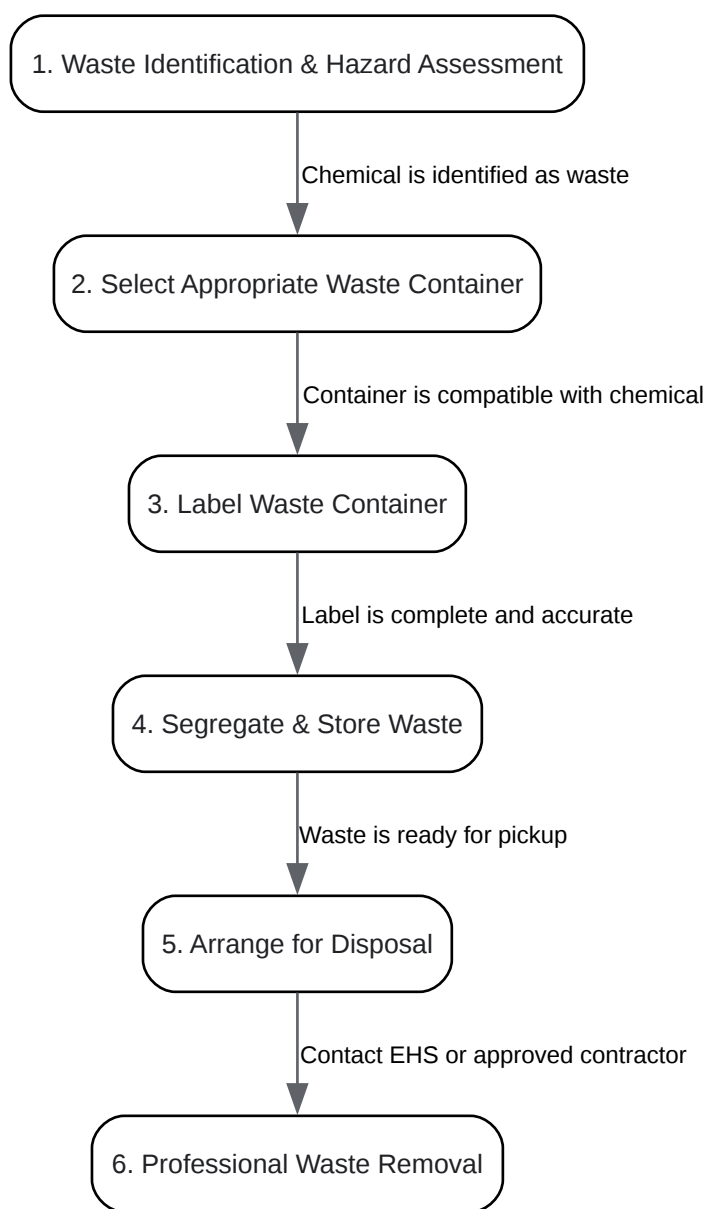 1. Waste Identification & Hazard Assessment
Chemical is identified as waste
2. Select Appropriate Waste Container
Container is compatible with chemical
3. Label Waste Container
Label is complete and accurate
4. Segregate & Store Waste
Waste is ready for pickup
5. Arrange for Disposal
Contact EHS or approved contractor
6. Professional Waste Removal